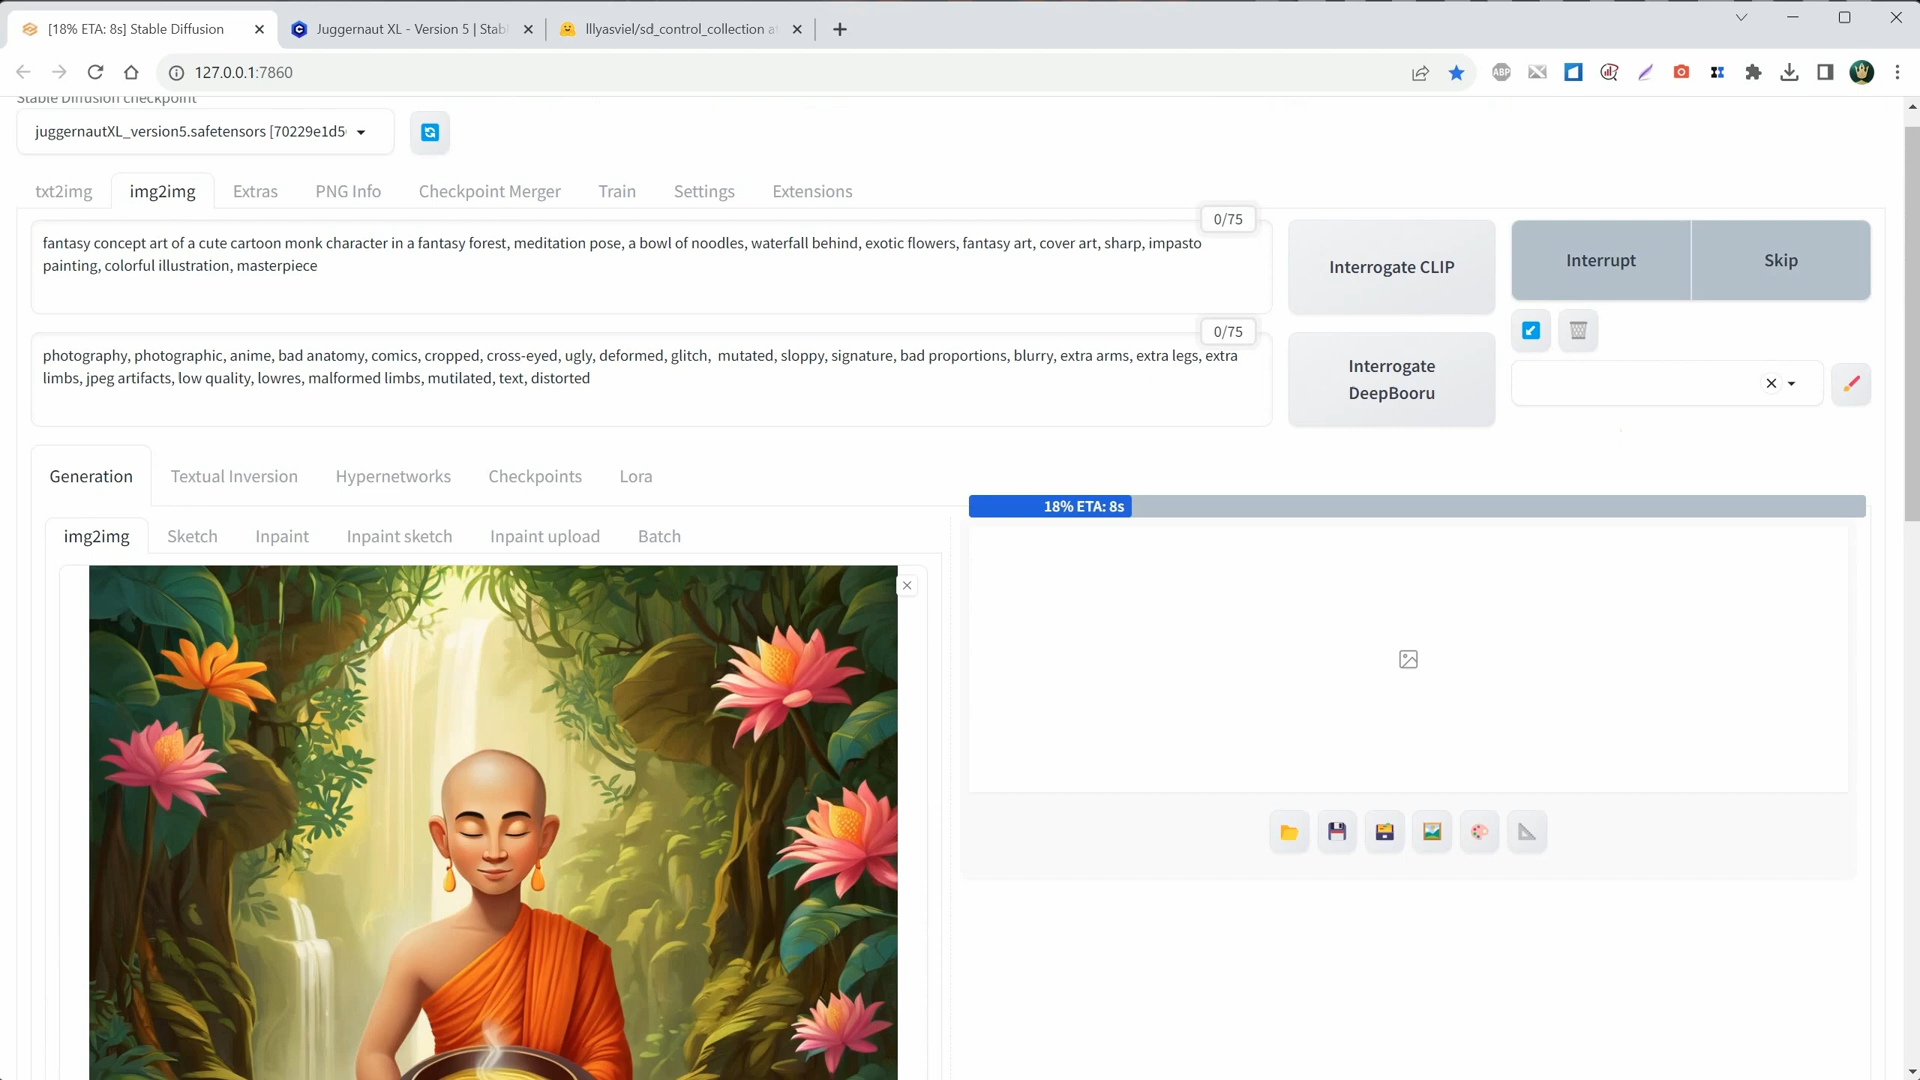 [18% ETA: 8s] Stable Diffusion
Juggernaut XL - Version 5 | Stabl
lllyasviel/sd_control_collection at
127.0.0.1:7860
ABP
Stable Diffusion checkpoint
juggernautXL_version5.safetensors [70229e1d5
txt2img
img2img
Extras
PNG Info
Checkpoint Merger
Train
Settings
Extensions
0/75
fantasy concept art of a cute cartoon monk character in a fantasy forest, meditation pose, a bowl of noodles, waterfall behind, exotic flowers, fantasy art, cover art, sharp, impasto
painting, colorful illustration, masterpiece
Interrogate CLIP
Interrupt
Skip
0/75
photography, photographic, anime, bad anatomy, comics, cropped, cross-eyed, ugly, deformed, glitch, mutated, sloppy, signature, bad proportions, blurry, extra arms, extra legs, extra
limbs, jpeg artifacts, low quality, lowres, malformed limbs, mutilated, text, distorted
Interrogate
DeepBooru
Generation
Textual Inversion
Hypernetworks
Checkpoints
Lora
18% ETA: 8s
img2img
Sketch
Inpaint
Inpaint sketch
Inpaint upload
Batch